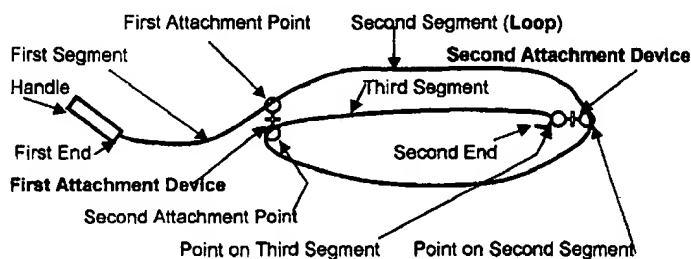 First Attachment Point
Second Segment (Loop)
First Segment
Second Attachment Device
Handle
Third Segment
First End
Second End
First Attachment Device
Second Attachment Point
Point on Third Segment
Point on Second Segment